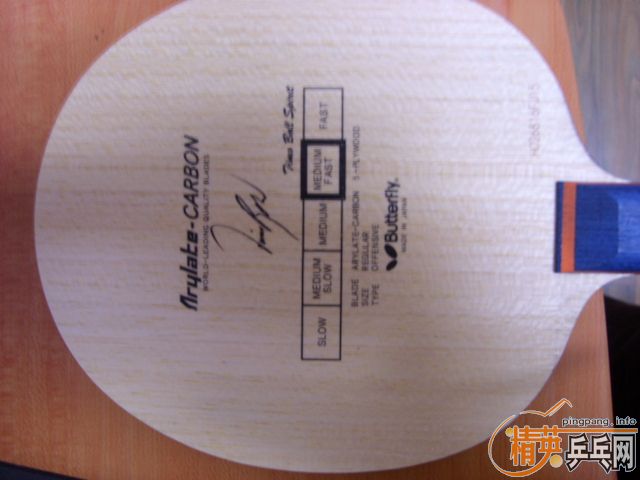 Arylate-CARBON
WORLD-LEADING QUALITY BLADES
Timo Boll Spirit
SLOW
MEDIUM SLOW
MEDIUM
MEDIUM FAST
FAST
BLADE ARYLATE-CARBON 5-PLYWOOD
SIZE REGULAR
TYPE OFFENSIVE
Butterfly
MADE IN JAPAN
pingpang.info
精英乒乓网